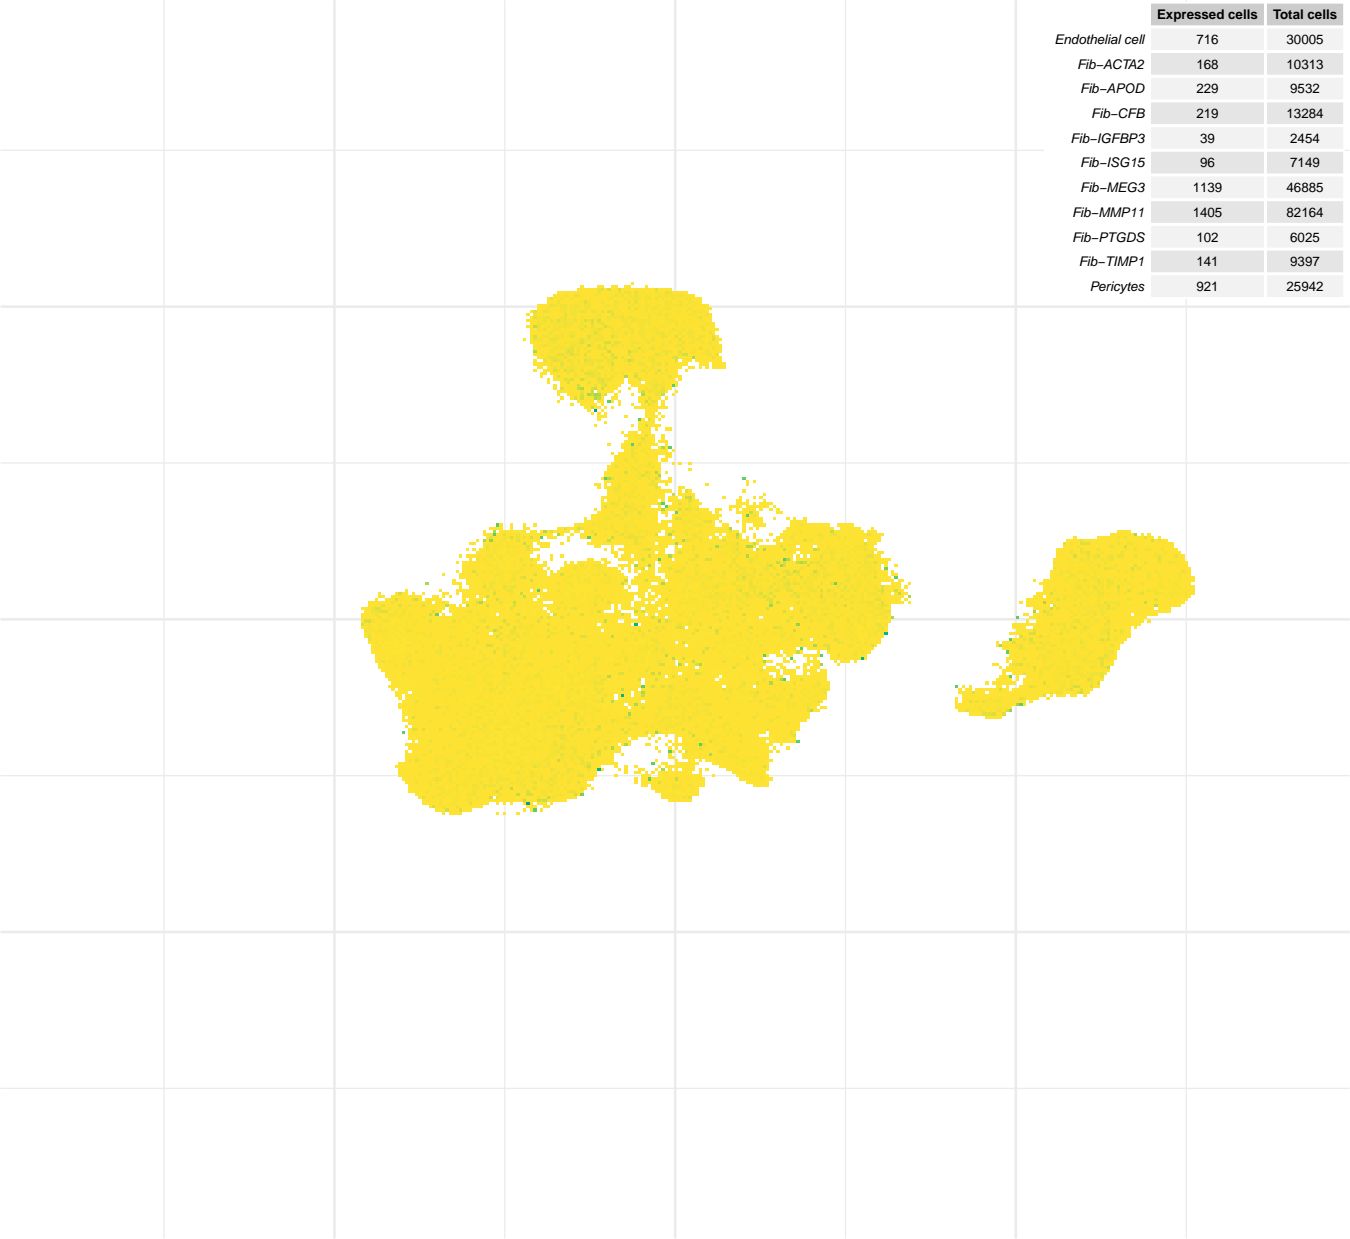 Expressed cells Total cells
Endothelial cell 716 30005
Fib−ACTA2 168 10313
Fib−APOD 229 9532
Fib−CFB 219 13284
Fib−IGFBP3 39 2454
Fib−ISG15 96 7149
Fib−MEG3 1139 46885
Fib−MMP11 1405 82164
Fib−PTGDS 102 6025
Fib−TIMP1 141 9397
Pericytes 921 25942